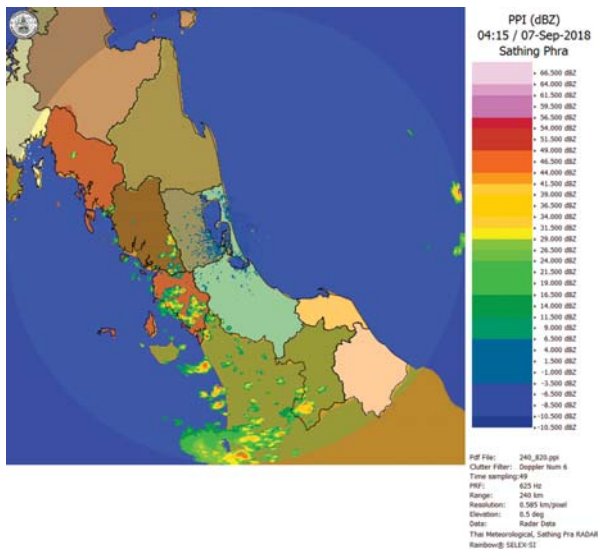 PPI (dBZ)
04:15 / 07-Sep-2018
Sathing Phra
66.500 dBZ
64.000 dBZ
61.500 dBZ
59.500 dBZ
56.500 dBZ
54.000 dBZ
51.500 dBZ
49.000 dBZ
46.500 dBZ
44.000 dBZ
41.500 dBZ
39.000 dBZ
36.500 dBZ
34.000 dBZ
31.500 dBZ
29.000 dBZ
26.500 dBZ
24.000 dBZ
21.500 dBZ
19.000 dBZ
16.500 dBZ
14.000 dBZ
11.500 dBZ
9.000 dBZ
6.500 dBZ
4.000 dBZ
1.500 dBZ
-1.000 dBZ
-3.500 dBZ
-6.500 dBZ
-8.500 dBZ
-10.500 dBZ
-10.500 dBZ
Pdf File: 240_820.ppi
Clutter Filter: Doppler Num 6
Time sampling:49
PRF: 625 Hz
Range: 240 km
Resolution: 0.585 km/pixel
Elevation: 0.5 deg
Data: Radar Data
Thai Meteorological, Sathing Pra RADAR
Rainbow® SELEX-SI